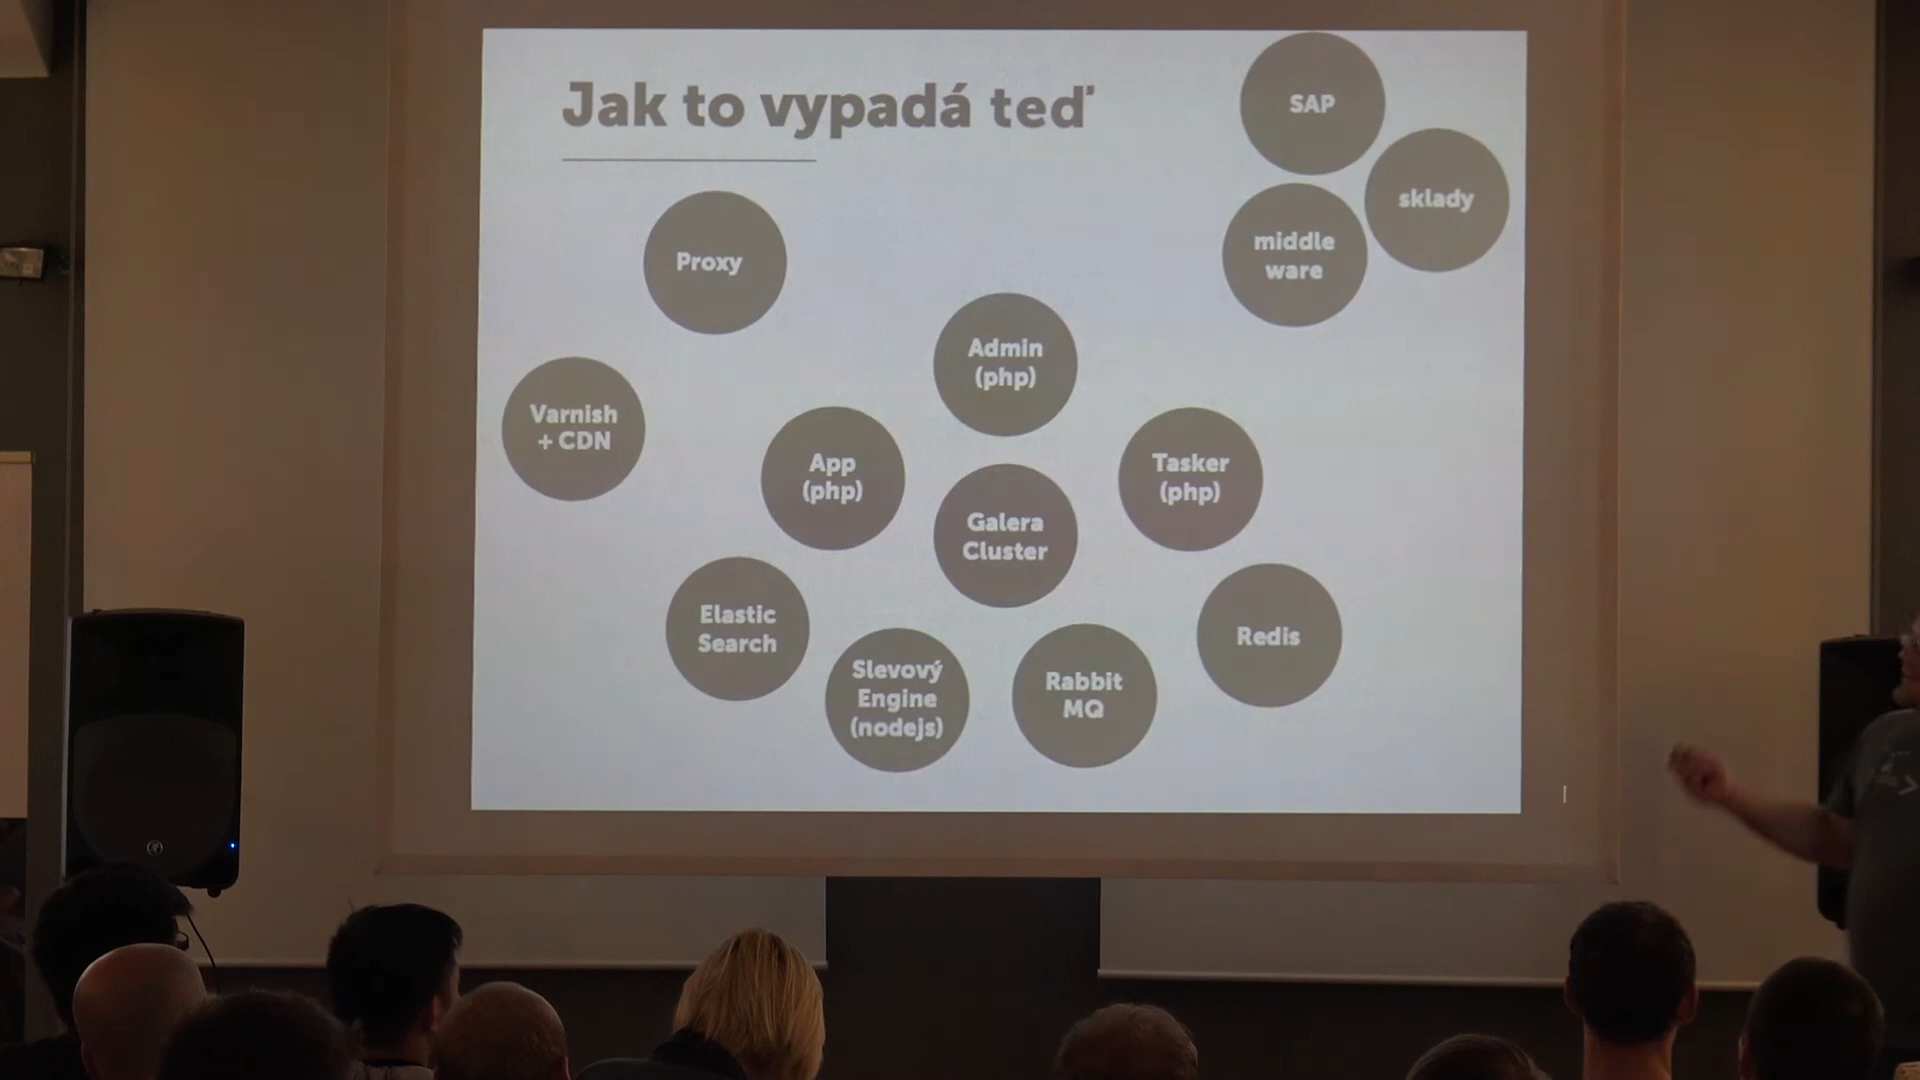 Jak to vypadá teď
SAP
sklady
Proxy
middle
ware
Admin
(php)
Varnish
+ CDN
App
(php)
Tasker
(php)
Galera
Cluster
Elastic
Search
Slevový
Engine
(nodejs)
Rabbit
MQ
Redis